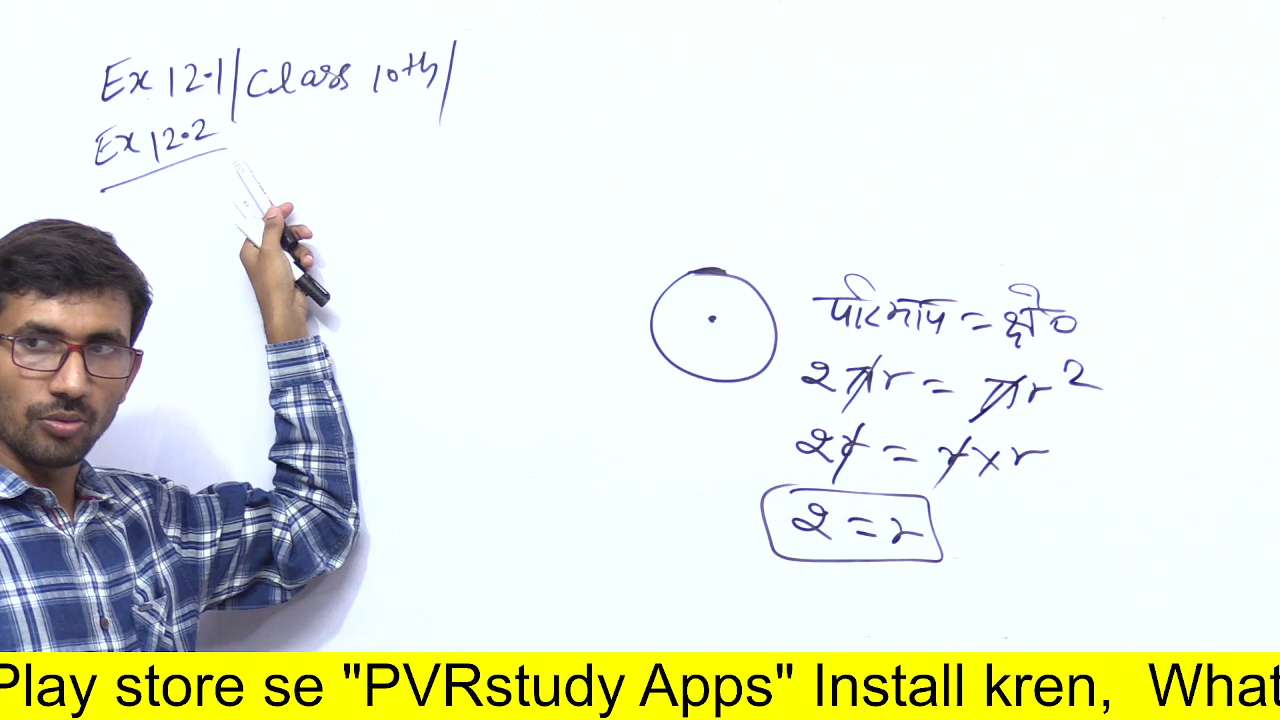 Ex 12.1/Class 10th/
Ex 12.2
परिमाप = क्षे०
2πr = πr²
2r = r×r
2 = r
Play store se "PVRstudy Apps" Install kren, What